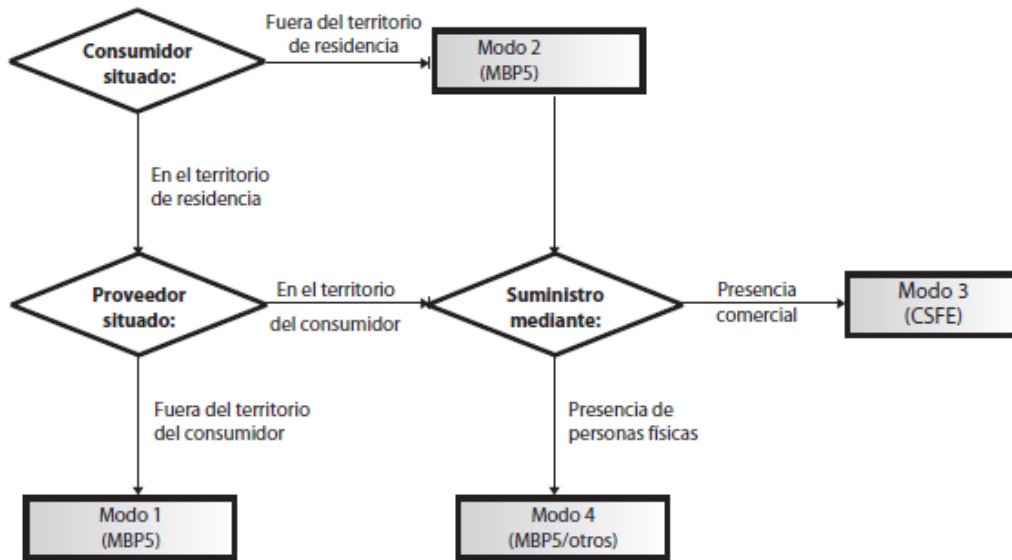 Consumidor
situado:
Fuera del territorio
de residencia
Modo 2
(MBP5)
En el territorio
de residencia
Proveedor
situado:
En el territorio
del consumidor
Suministro
mediante:
Presencia
comercial
Modo 3
(CSFE)
Fuera del territorio
del consumidor
Presencia de
personas físicas
Modo 1
(MBP5)
Modo 4
(MBP5/otros)